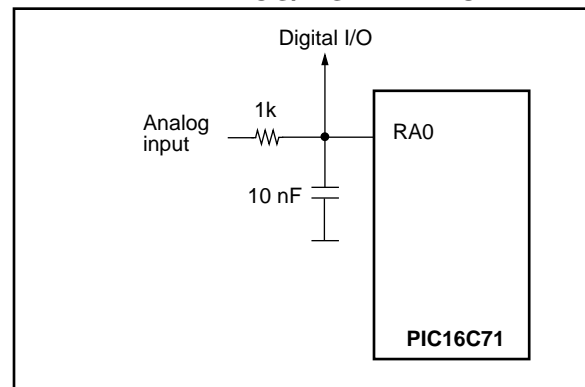 Digital I/O
1k
Analog
input
RA0
10 nF
PIC16C71